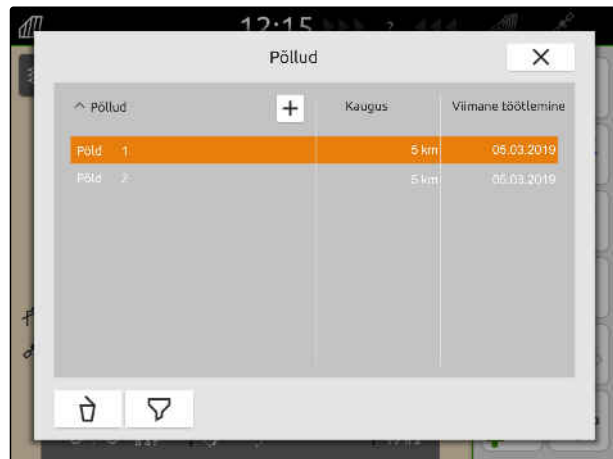 12:15
Põllud
^ Põllud + Kaugus Viimane töötlemine
Põld 1 5 km 05.03.2019
Põld 2 5 km 05.03.2019